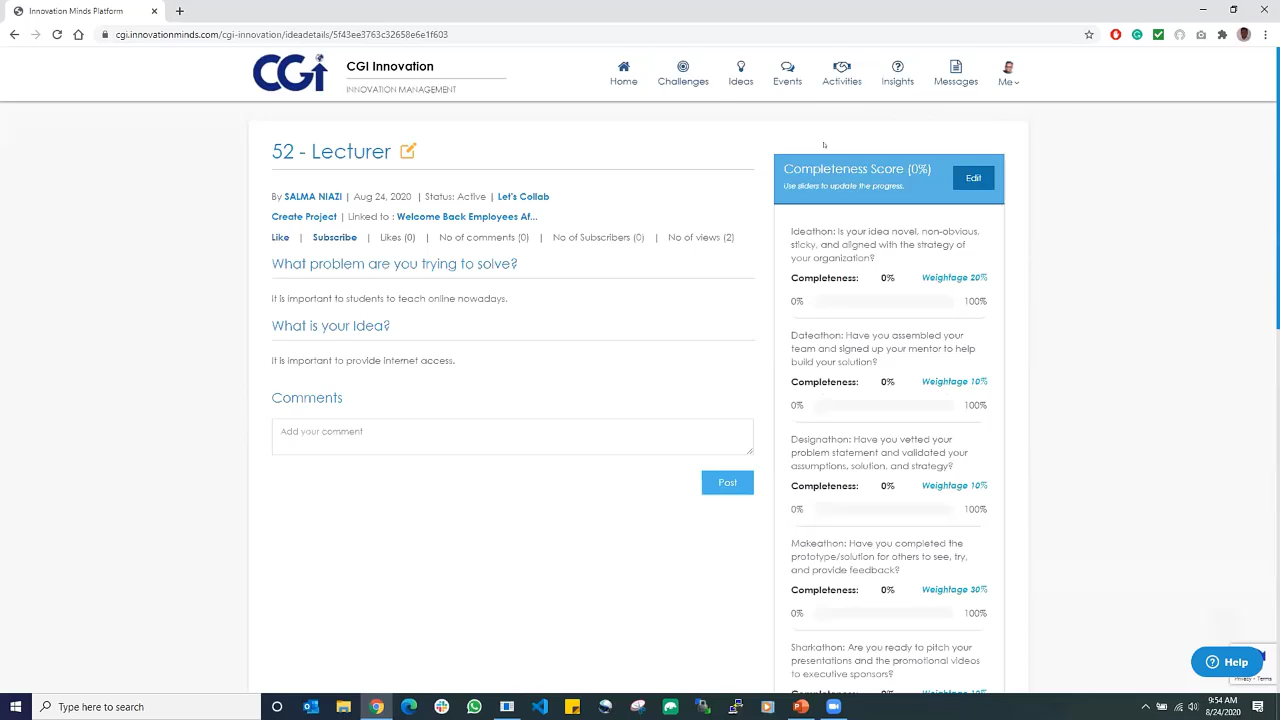 Innovation Minds Platform
cgi.innovationminds.com/cgi-innovation/ideadetails/5f43ee3763c32658e6e1f603
CGI
CGI Innovation
INNOVATION MANAGEMENT
Home
Challenges
Ideas
Events
Activities
Insights
Messages
Me
52 - Lecturer
By SALMA NIAZI | Aug 24, 2020 | Status: Active | Let's Collab
Create Project | Linked to : Welcome Back Employees Af...
Like | Subscribe | Likes (0) | No of comments (0) | No of Subscribers (0) | No of views (2)
What problem are you trying to solve?
It is important to students to teach online nowadays.
What is your Idea?
It is important to provide internet access.
Comments
Add your comment
Post
Completeness Score (0%)
Use sliders to update the progress.
Edit
Ideathon: Is your idea novel, non-obvious,
sticky, and aligned with the strategy of
your organization?
Completeness: 0% Weightage 20%
0% 100%
Dateathon: Have you assembled your
team and signed up your mentor to help
build your solution?
Completeness: 0% Weightage 10%
0% 100%
Designathon: Have you vetted your
problem statement and validated your
assumptions, solution, and strategy?
Completeness: 0% Weightage 10%
0% 100%
Makeathon: Have you completed the
prototype/solution for others to see, try,
and provide feedback?
Completeness: 0% Weightage 30%
0% 100%
Sharkathon: Are you ready to pitch your
presentations and the promotional videos
to executive sponsors?
Help
Privacy - Terms
Type here to search
9:54 AM
8/24/2020